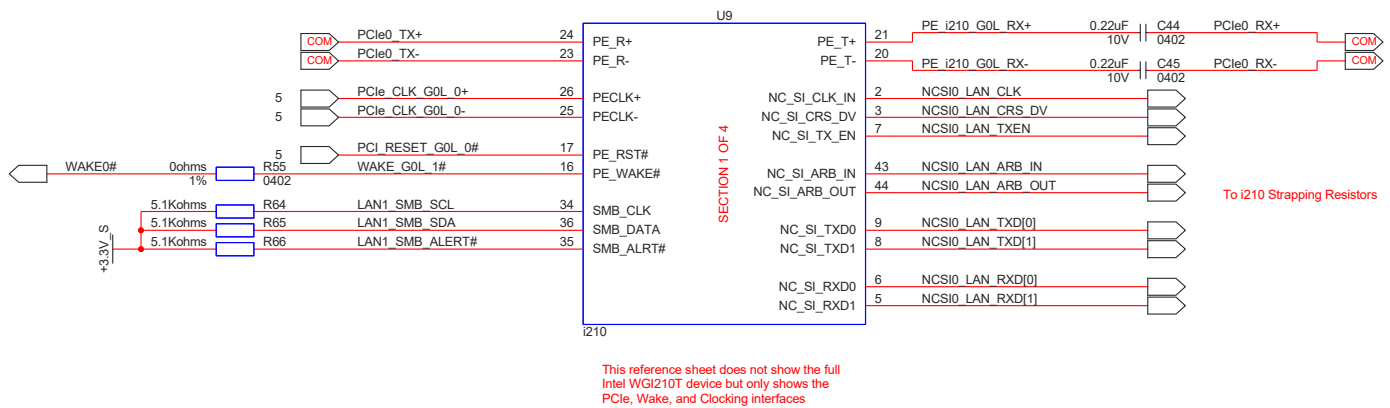 U9
COM PCIe0_TX+ 24 PE_R+ PE_T+ 21 PE_i210_G0L_RX+ 0.22uF C44 PCIe0_RX+ COM
10V 0402
COM PCIe0_TX- 23 PE_R- PE_T- 20 PE_i210_G0L_RX- 0.22uF C45 PCIe0_RX- COM
10V 0402
5 PCIe_CLK_G0L_0+ 26 PECLK+ NC_SI_CLK_IN 2 NCSI0_LAN_CLK
5 PCIe_CLK_G0L_0- 25 PECLK- NC_SI_CRS_DV 3 NCSI0_LAN_CRS_DV
NC_SI_TX_EN 7 NCSI0_LAN_TXEN
5 PCI_RESET_G0L_0# 17 PE_RST#
WAKE0# 0ohms R55 WAKE_G0L_1# 16 PE_WAKE# NC_SI_ARB_IN 43 NCSI0_LAN_ARB_IN
1% 0402
NC_SI_ARB_OUT 44 NCSI0_LAN_ARB_OUT
To i210 Strapping Resistors
5.1Kohms R64 LAN1_SMB_SCL 34 SMB_CLK
5.1Kohms R65 LAN1_SMB_SDA 36 SMB_DATA NC_SI_TXD0 9 NCSI0_LAN_TXD[0]
5.1Kohms R66 LAN1_SMB_ALERT# 35 SMB_ALRT# NC_SI_TXD1 8 NCSI0_LAN_TXD[1]
+3.3V_S
SECTION 1 OF 4
NC_SI_RXD0 6 NCSI0_LAN_RXD[0]
NC_SI_RXD1 5 NCSI0_LAN_RXD[1]
i210
This reference sheet does not show the full
Intel WGI210T device but only shows the
PCIe, Wake, and Clocking interfaces